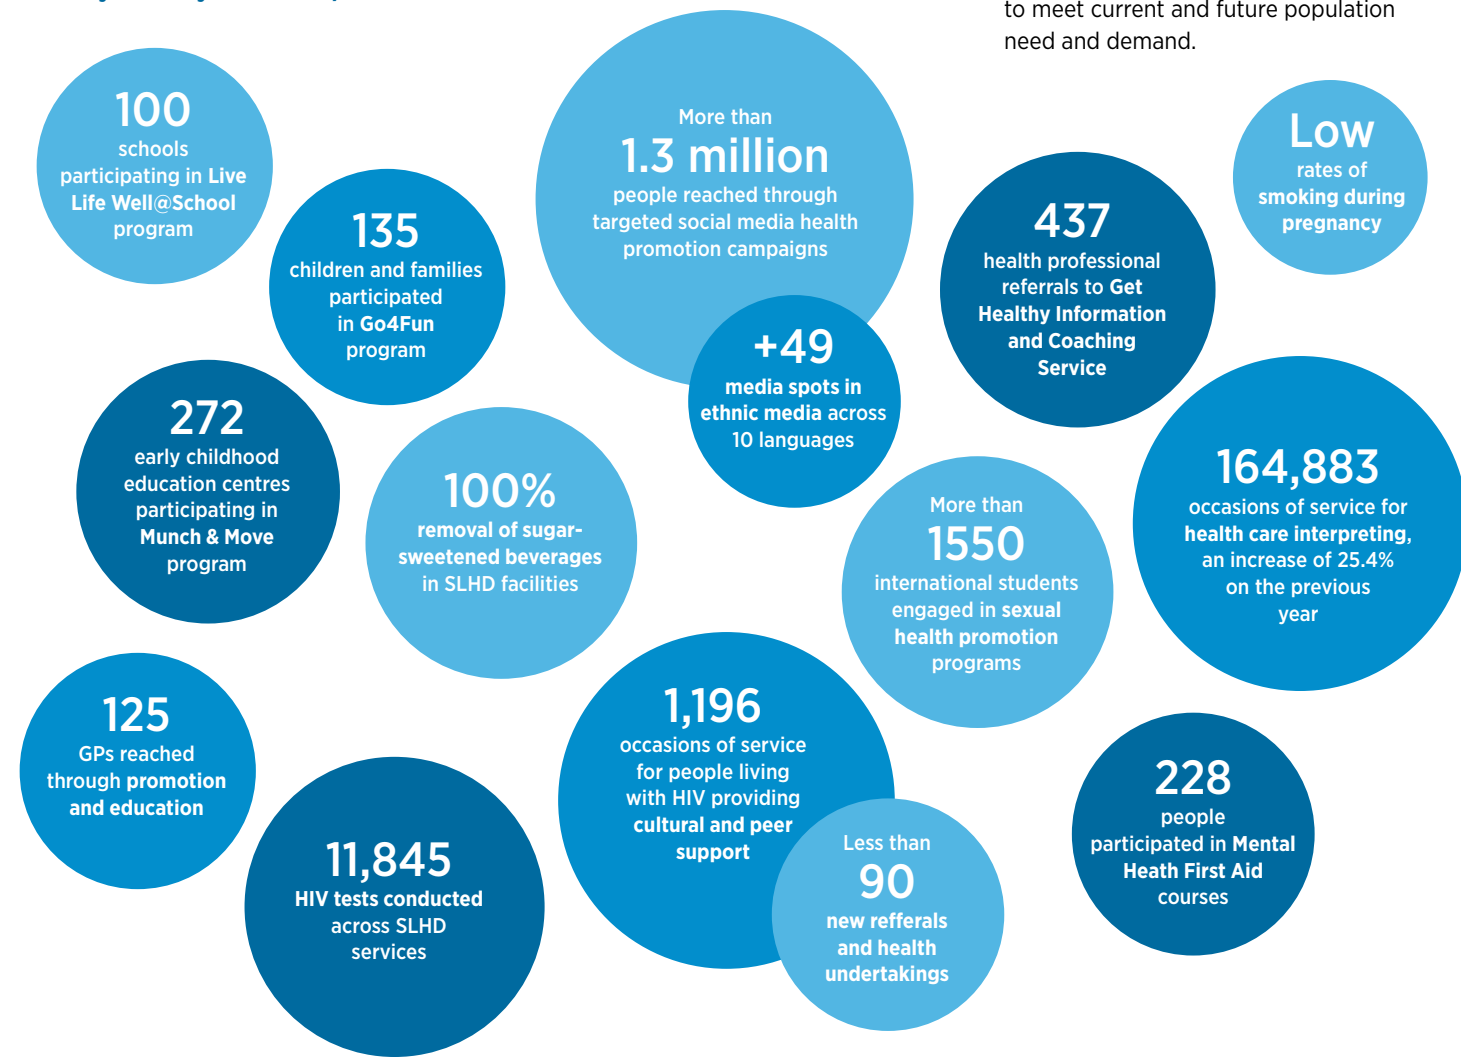 to meet current and future population
need and demand.
100
schools
participating in Live
Life Well@School
program
135
children and families
participated
in Go4Fun
program
More than
1.3 million
people reached through
targeted social media health
promotion campaigns
+49
media spots in
ethnic media across
10 languages
437
health professional
referrals to Get
Healthy Information
and Coaching
Service
Low
rates of
smoking during
pregnancy
272
early childhood
education centres
participating in
Munch & Move
program
100%
removal of sugar-
sweetened beverages
in SLHD facilities
More than
1550
international students
engaged in sexual
health promotion
programs
164,883
occasions of service for
health care interpreting,
an increase of 25.4%
on the previous
year
125
GPs reached
through promotion
and education
11,845
HIV tests conducted
across SLHD
services
1,196
occasions of service
for people living
with HIV providing
cultural and peer
support
Less than
90
new refferals
and health
undertakings
228
people
participated in Mental
Heath First Aid
courses